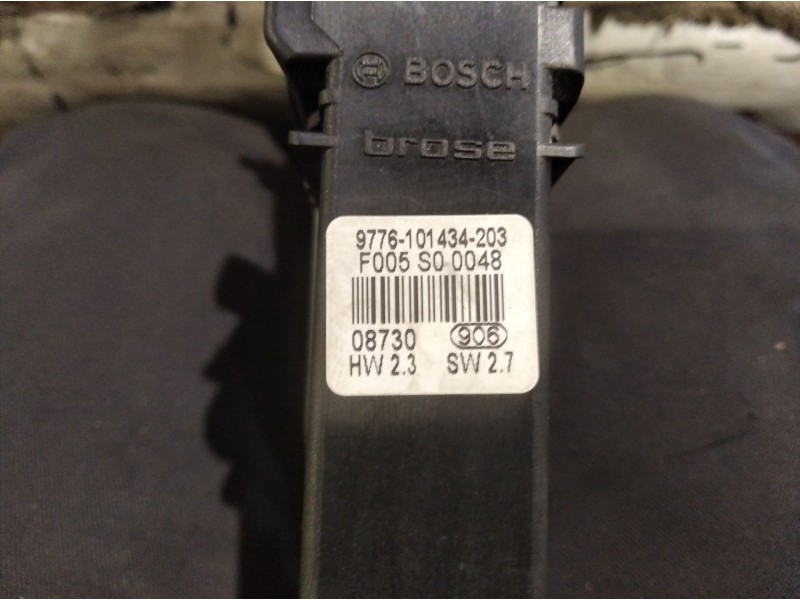 BOSCH
brose
9776-101434-203
F005 S0 0048
08730 906
HW 2.3 SW 2.7